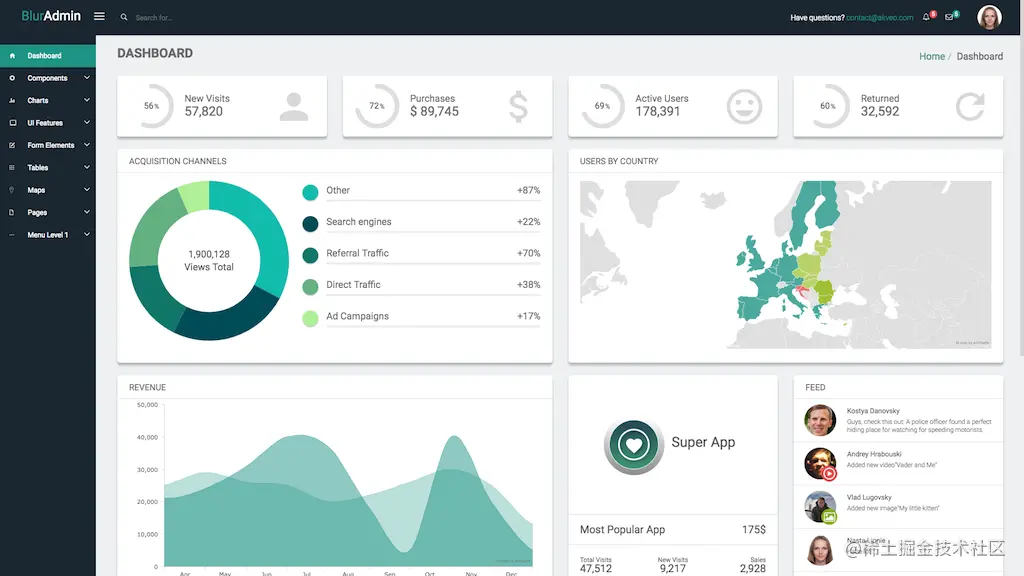 BlurAdmin
Search for...
Have questions? contact@akveo.com
5
5
Dashboard
Components
Charts
UI Features
Form Elements
Tables
Maps
Pages
Menu Level 1
DASHBOARD
Home / Dashboard
56%
New Visits
57,820
72%
Purchases
$ 89,745
69%
Active Users
178,391
60%
Returned
32,592
ACQUISITION CHANNELS
1,900,128
Views Total
Other +87%
Search engines +22%
Referral Traffic +70%
Direct Traffic +38%
Ad Campaigns +17%
USERS BY COUNTRY
REVENUE
50,000
40,000
30,000
20,000
10,000
0
Apr May Jun Jul Aug Sep Oct Nov Dec
Super App
Most Popular App 175$
Total Visits
47,512
New Visits
9,217
Sales
2,928
FEED
Kostya Danovsky
Guys, check this out: A police officer found a perfect
hiding place for watching for speeding motorists.
Andrey Hrabouski
Added new video"Vader and Me"
Vlad Lugovsky
Added new image"My little kitten"
@稀土掘金技术社区